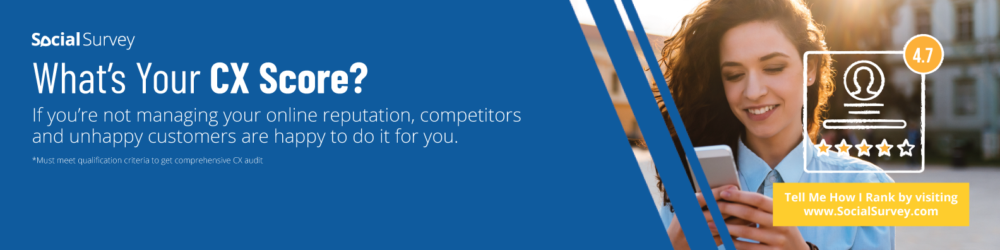 SocialSurvey
What's Your CX Score?
If you're not managing your online reputation, competitors
and unhappy customers are happy to do it for you.
*Must meet qualification criteria to get comprehensive CX audit
4.7
Tell Me How I Rank by visiting
www.SocialSurvey.com